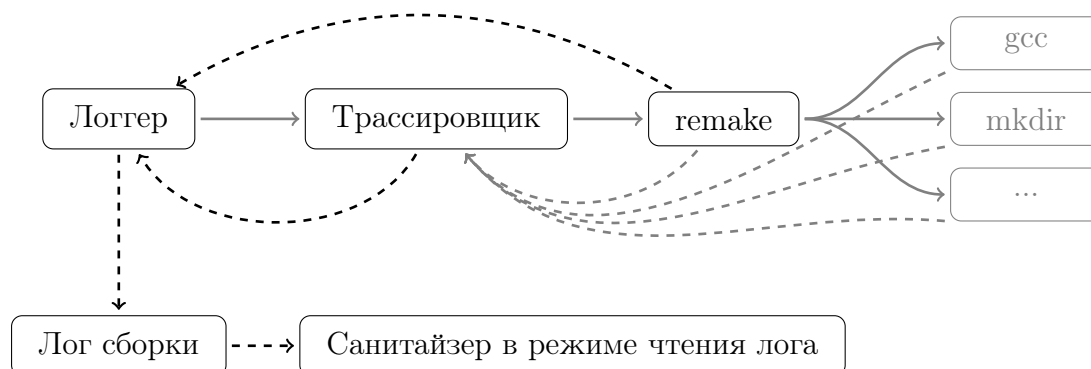 gcc
Логгер
Трассировщик
remake
mkdir
...
Лог сборки
Санитайзер в режиме чтения лога